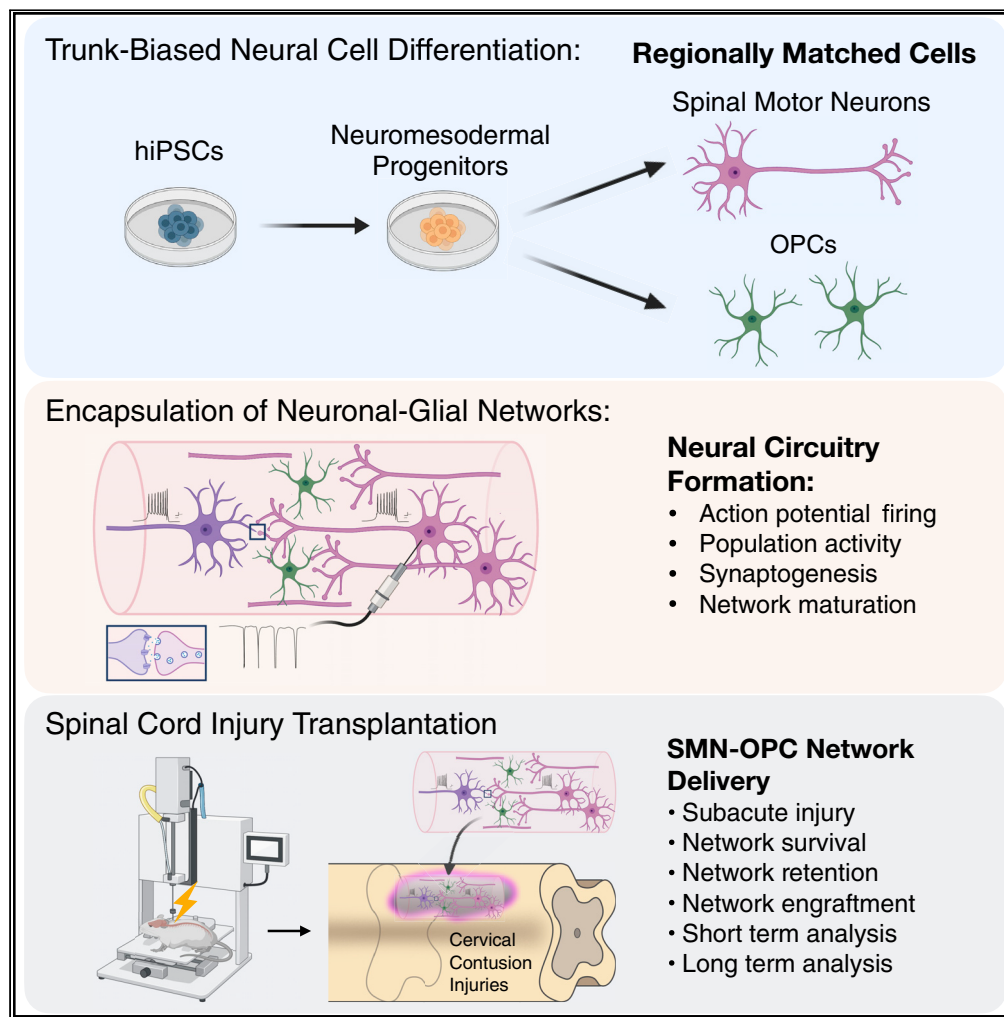 Trunk-Biased Neural Cell Differentiation:
Regionally Matched Cells
Spinal Motor Neurons
hiPSCs
Neuromesodermal
Progenitors
OPCs
Encapsulation of Neuronal-Glial Networks:
Neural Circuitry
Formation:
• Action potential firing
• Population activity
• Synaptogenesis
• Network maturation
Spinal Cord Injury Transplantation
SMN-OPC Network
Delivery
• Subacute injury
• Network survival
• Network retention
• Network engraftment
• Short term analysis
• Long term analysis
Cervical
Contusion
Injuries